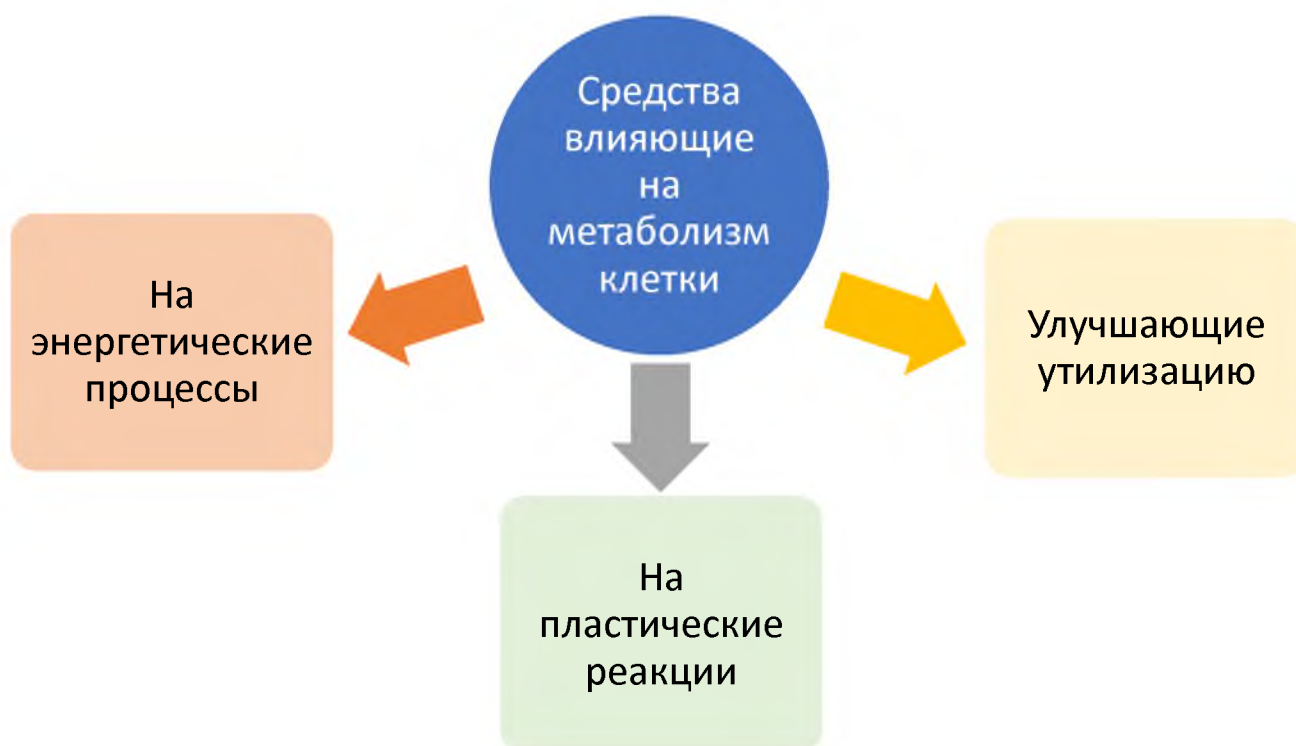 Средства
влияющие
на
метаболизм
клетки
На
энергетические
процессы
Улучшающие
утилизацию
На
пластические
реакции